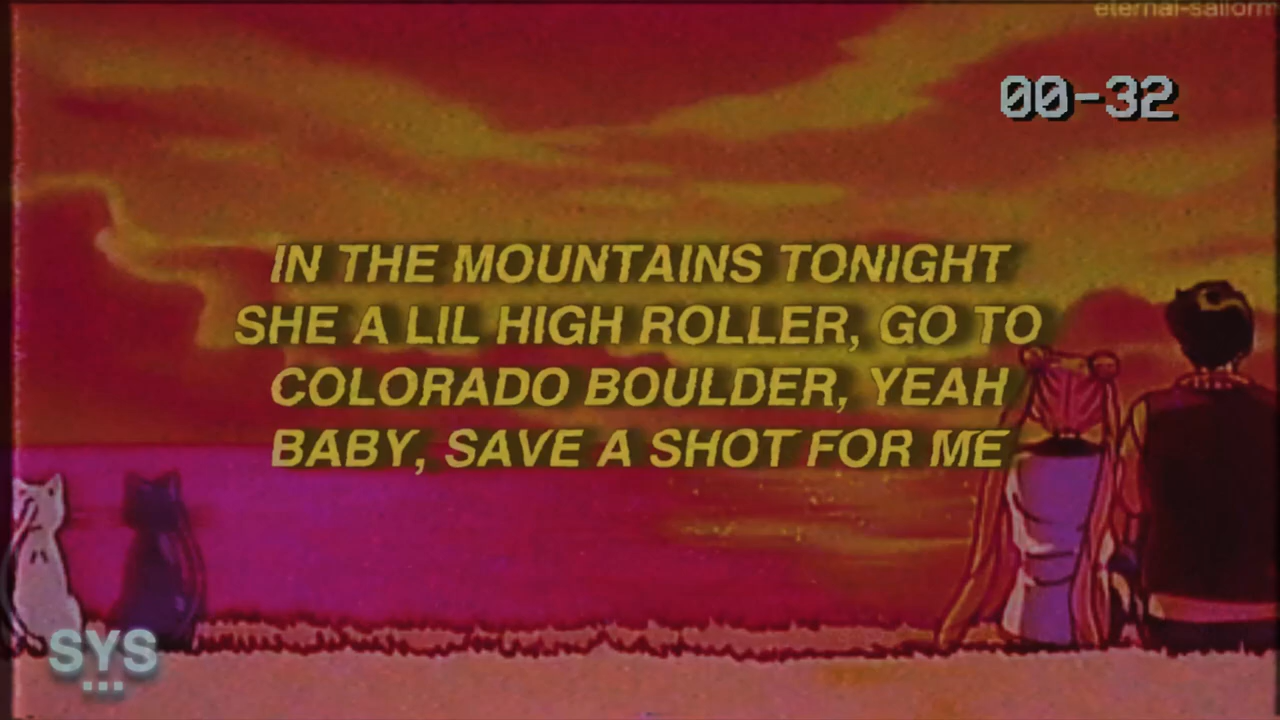 eternal-sailorm
00-32
IN THE MOUNTAINS TONIGHT
SHE A LIL HIGH ROLLER, GO TO
COLORADO BOULDER, YEAH
BABY, SAVE A SHOT FOR ME
SYS